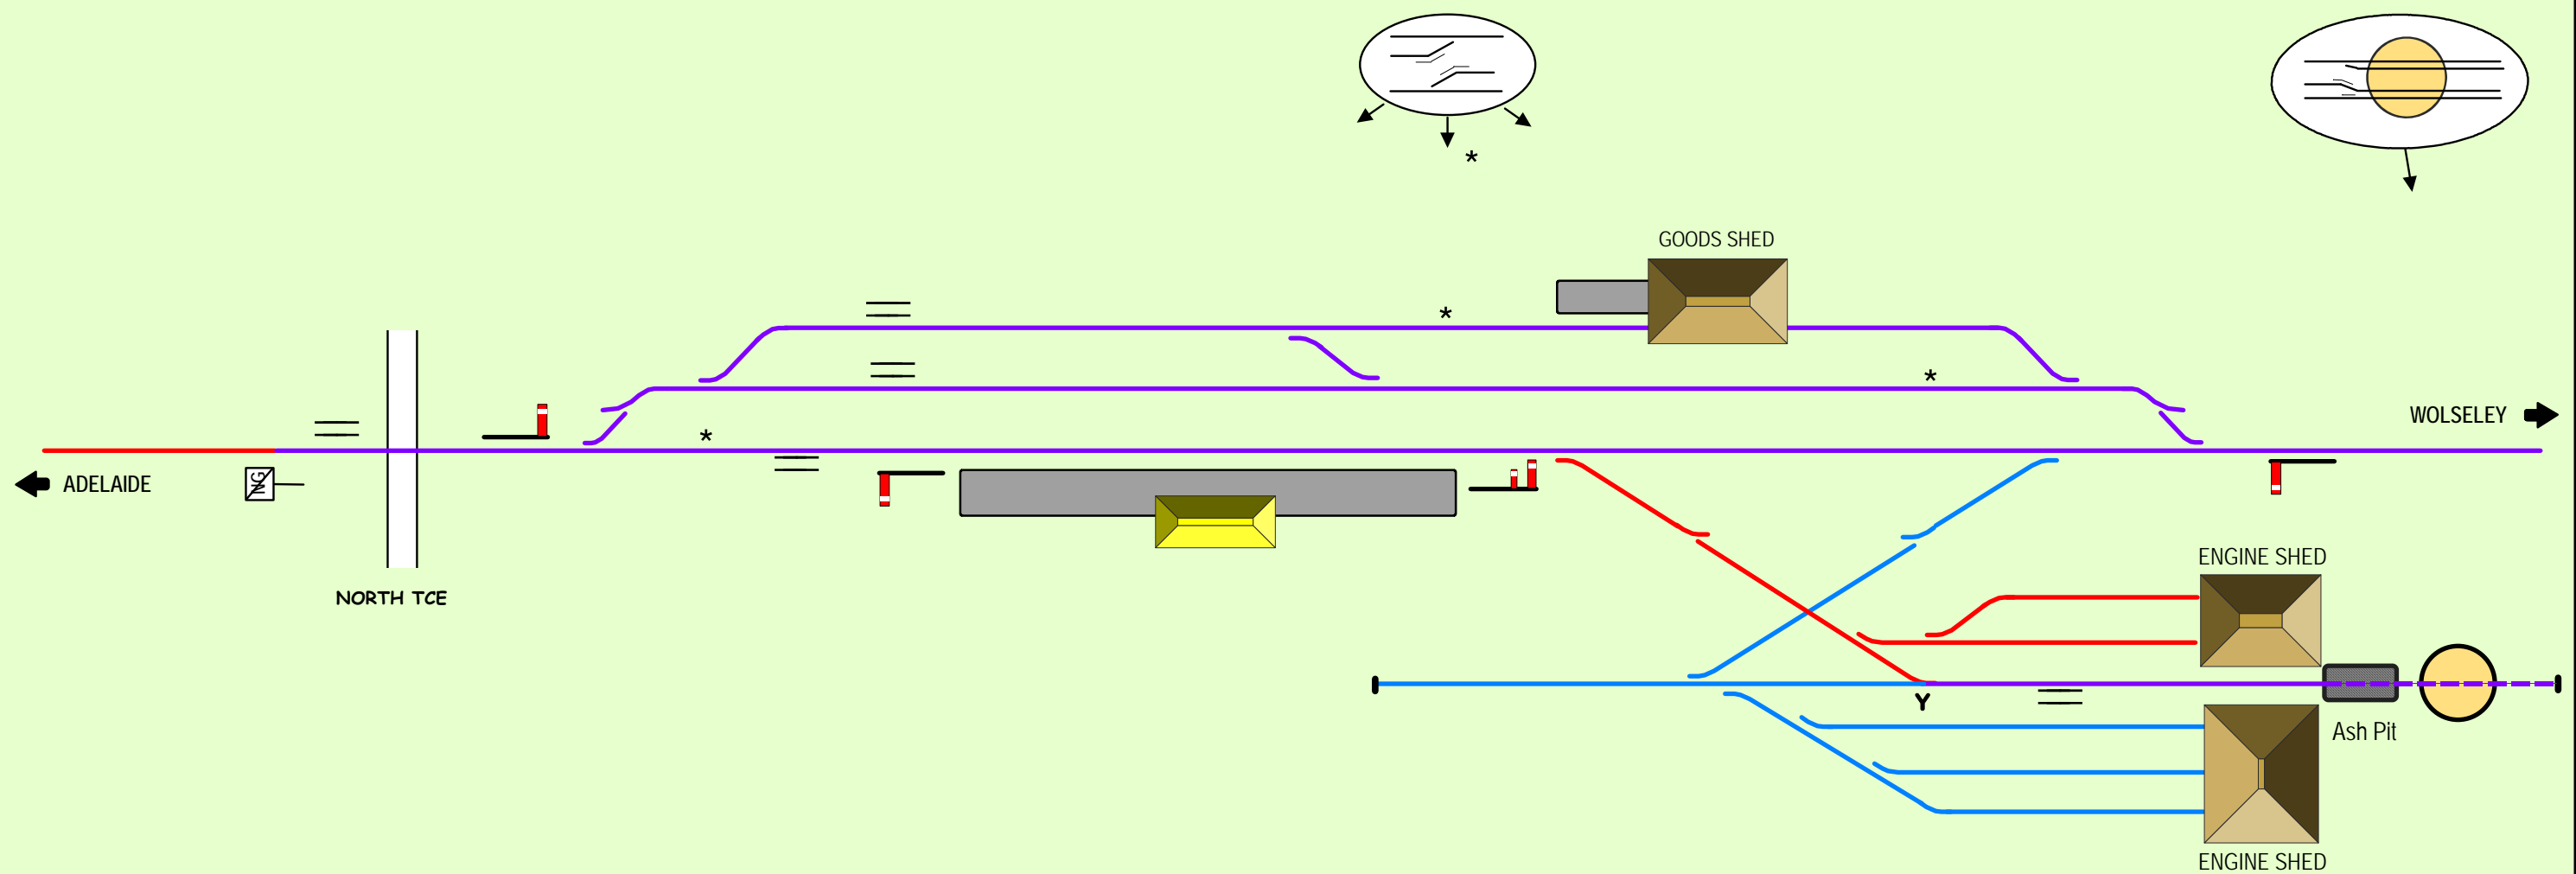 *
GOODS SHED
*
*
WOLSELEY
*
ADELAIDE
NORTH TCE
ENGINE SHED
Y
Ash Pit
ENGINE SHED